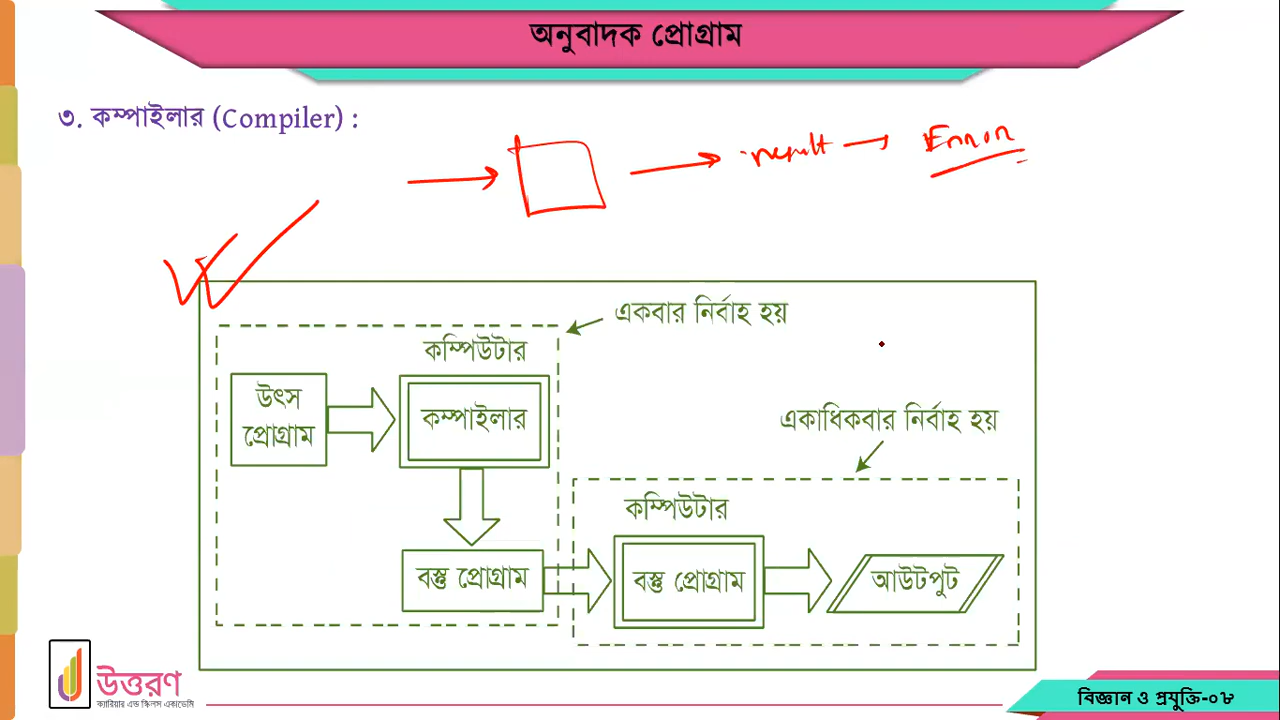 অনুবাদক প্রোগ্রাম
৩. কম্পাইলার (Compiler) :
result
Error
একবার নির্বাহ হয়
কম্পিউটার
উৎস
প্রোগ্রাম
কম্পাইলার
একাধিকবার নির্বাহ হয়
কম্পিউটার
বস্তু প্রোগ্রাম
বস্তু প্রোগ্রাম
আউটপুট
উত্তরণ
ক্যারিয়ার এন্ড স্কিলস একাডেমি
বিজ্ঞান ও প্রযুক্তি-০৮